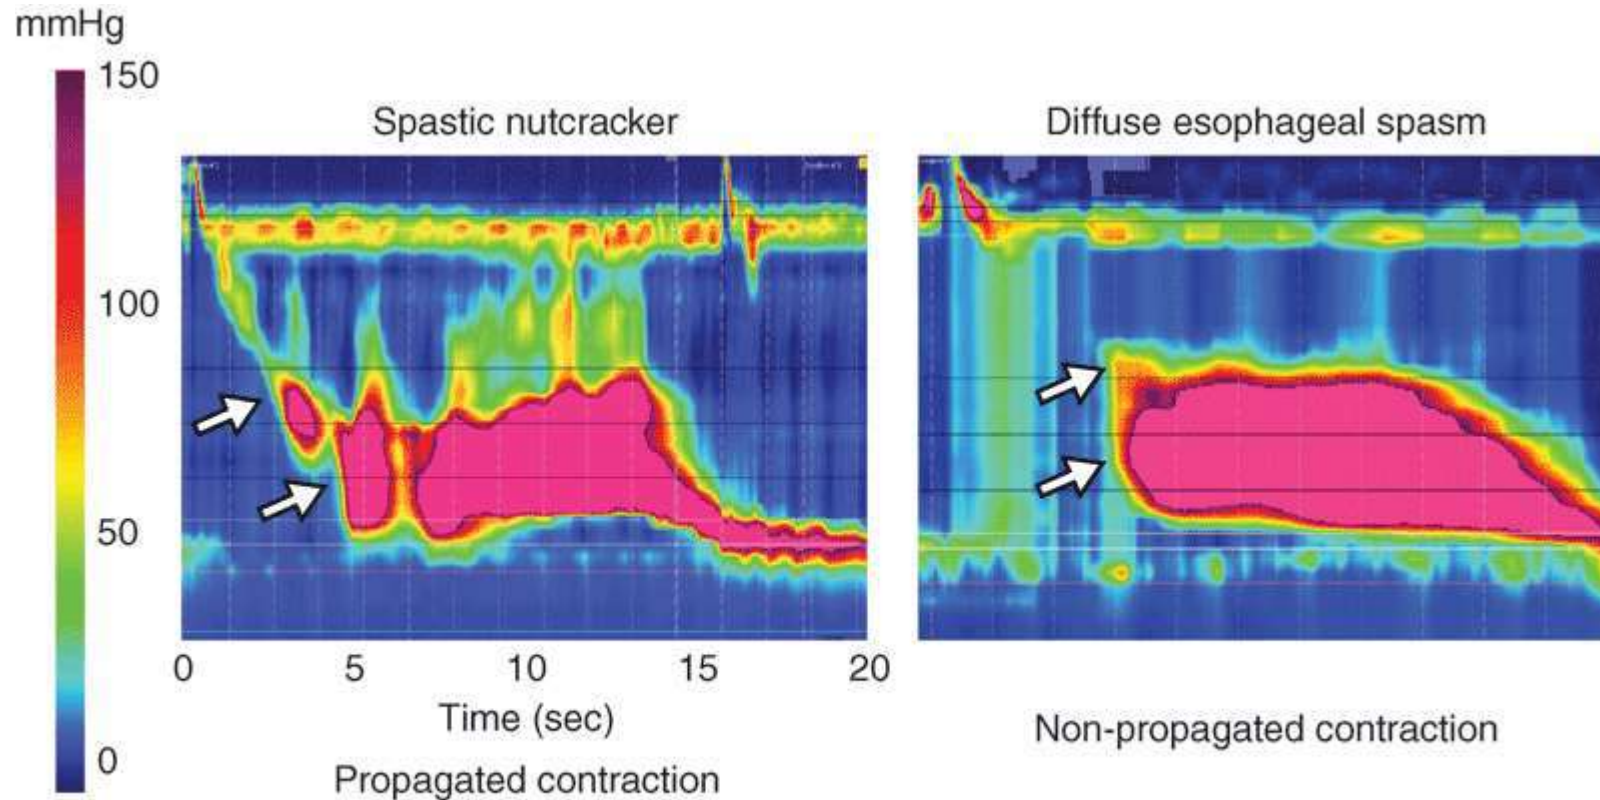 mmHg
150
100
50
0
Spastic nutcracker
Diffuse esophageal spasm
0 5 10 15 20
Time (sec)
Propagated contraction
Non-propagated contraction